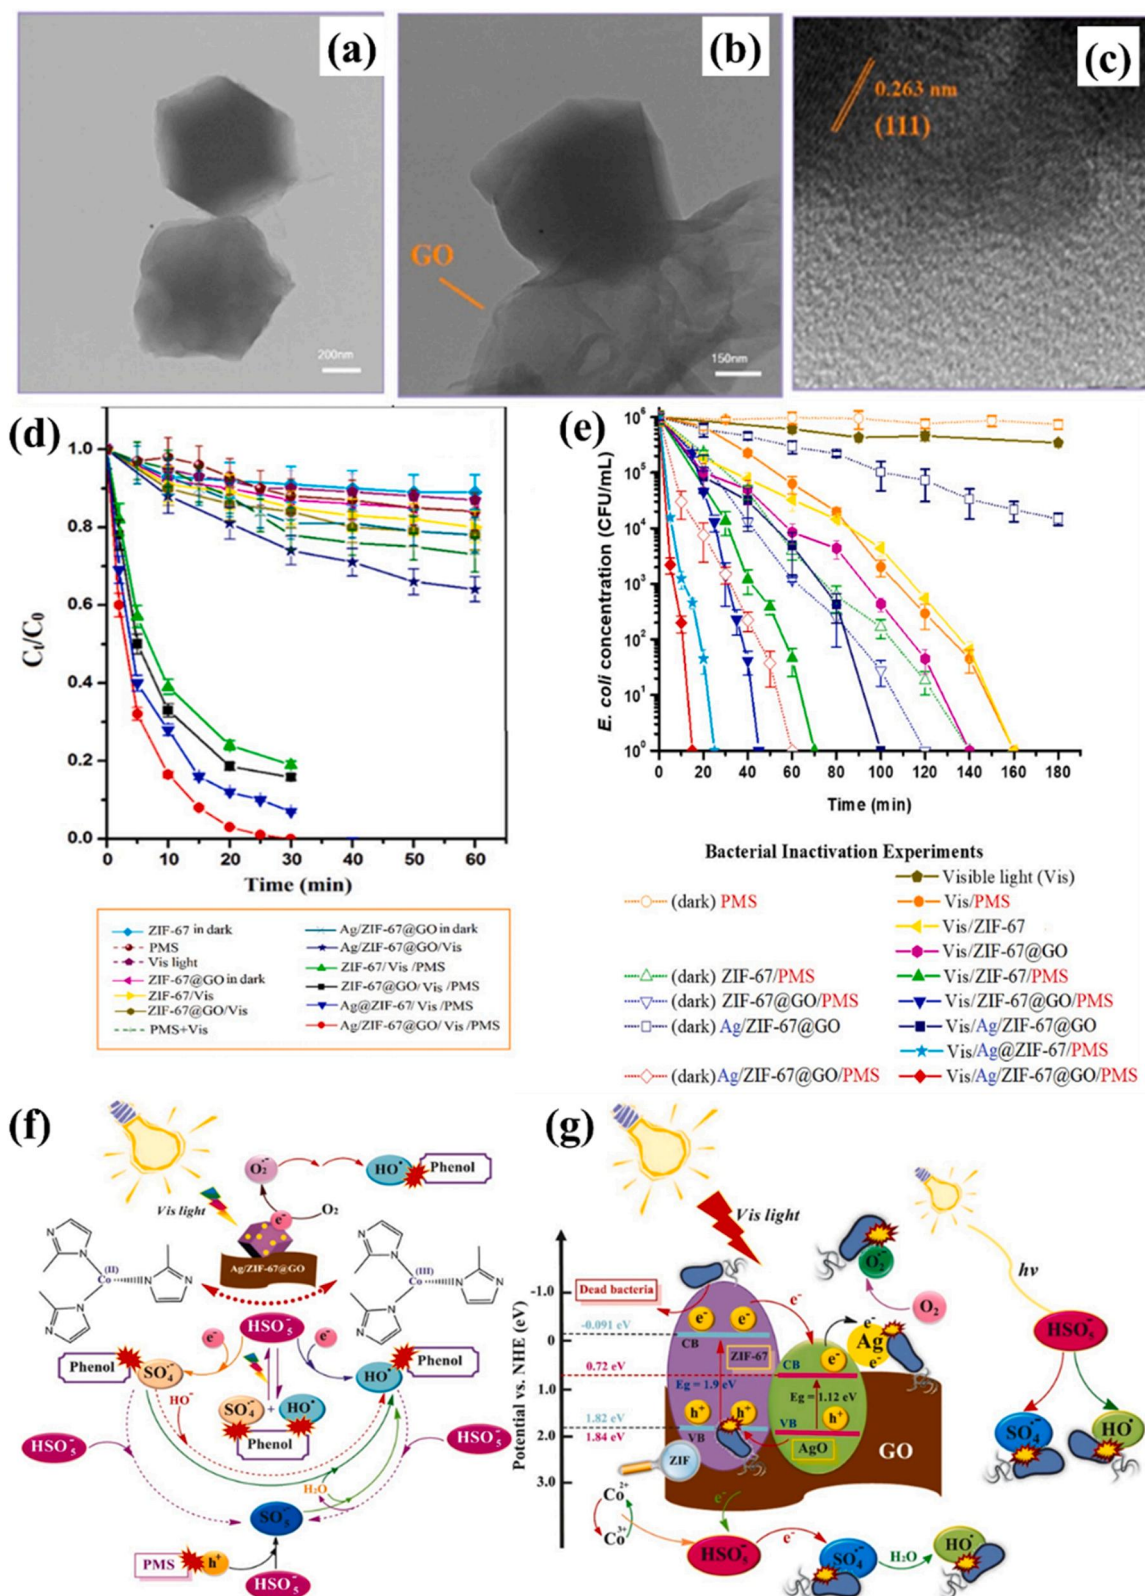 (a)
200nm
(b)
GO
150nm
(c)
0.263 nm
(111)
(d)
Ct/C0
1.0
0.8
0.6
0.4
0.2
0.0
0 10 20 30 40 50 60
Time (min)
ZIF-67 in dark
PMS
Vis light
ZIF-67@GO in dark
ZIF-67/Vis
ZIF-67@GO/Vis
PMS+Vis
Ag/ZIF-67@GO in dark
Ag/ZIF-67@GO/Vis
ZIF-67/Vis/PMS
ZIF-67@GO/Vis/PMS
Ag@ZIF-67/Vis/PMS
Ag/ZIF-67@GO/Vis/PMS
(e)
E. coli concentration (CFU/mL)
10⁶
10⁵
10⁴
10³
10²
10¹
10⁰
0 20 40 60 80 100 120 140 160 180
Time (min)
Bacterial Inactivation Experiments
(dark) PMS
(dark) ZIF-67/PMS
(dark) ZIF-67@GO/PMS
(dark) Ag/ZIF-67@GO
(dark)Ag/ZIF-67@GO/PMS
Visible light (Vis)
Vis/PMS
Vis/ZIF-67
Vis/ZIF-67@GO
Vis/ZIF-67/PMS
Vis/ZIF-67@GO/PMS
Vis/Ag/ZIF-67@GO
Vis/Ag@ZIF-67/PMS
Vis/Ag/ZIF-67@GO/PMS
(f)
O₂•⁻
HO•
Phenol
Vis light
e⁻
O₂
Ag/ZIF-67@GO
N
N
N
N
N
N
Co(II)
N
N
N
N
N
N
Co(III)
HSO₅⁻
e⁻
e⁻
Phenol
SO₄•⁻
HO•
Phenol
HO⁻
SO₄•⁻ + HO•
Phenol
HSO₅⁻
HSO₅⁻
H₂O
SO₅•⁻
PMS
h⁺
HSO₅⁻
(g)
Vis light
hν
Potential vs. NHE (eV)
-1.0
0
1.0
2.0
3.0
Dead bacteria
-0.091 eV
0.72 eV
1.82 eV
1.84 eV
e⁻
e⁻
CB
ZIF-67
Eg = 1.9 eV
h⁺
h⁺
VB
ZIF
e⁻
CB
e⁻
Eg = 1.12 eV
VB
h⁺
AgO
e⁻
Ag
e⁻
GO
O₂•⁻
O₂
HSO₅⁻
SO₄•⁻
HO•
Co²⁺
Co³⁺
e⁻
HSO₅⁻
e⁻
SO₄•⁻
H₂O
HO•